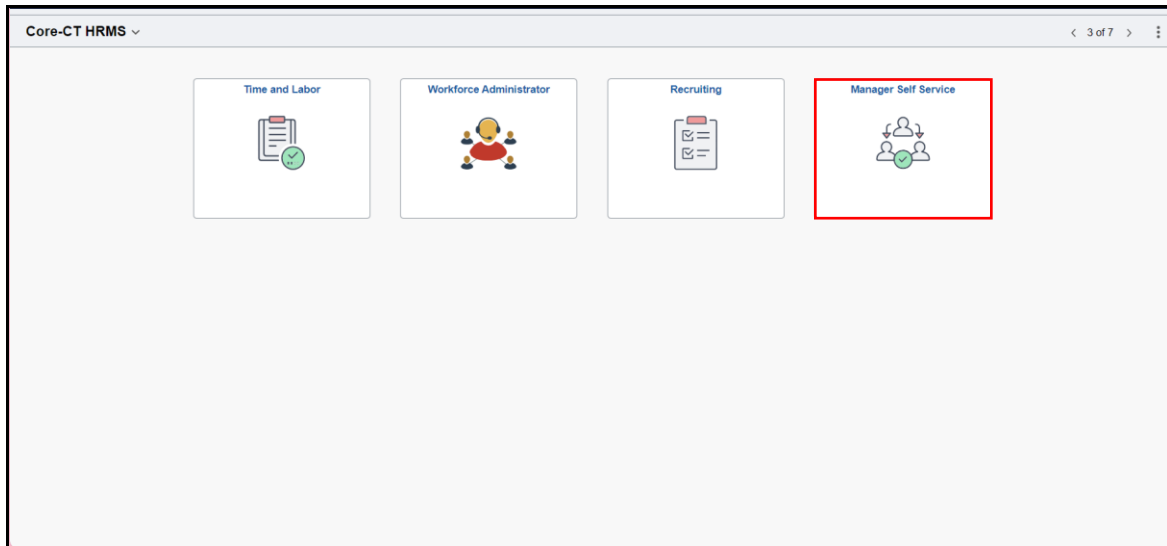 Core-CT HRMS
3 of 7
Time and Labor
Workforce Administrator
Recruiting
Manager Self Service